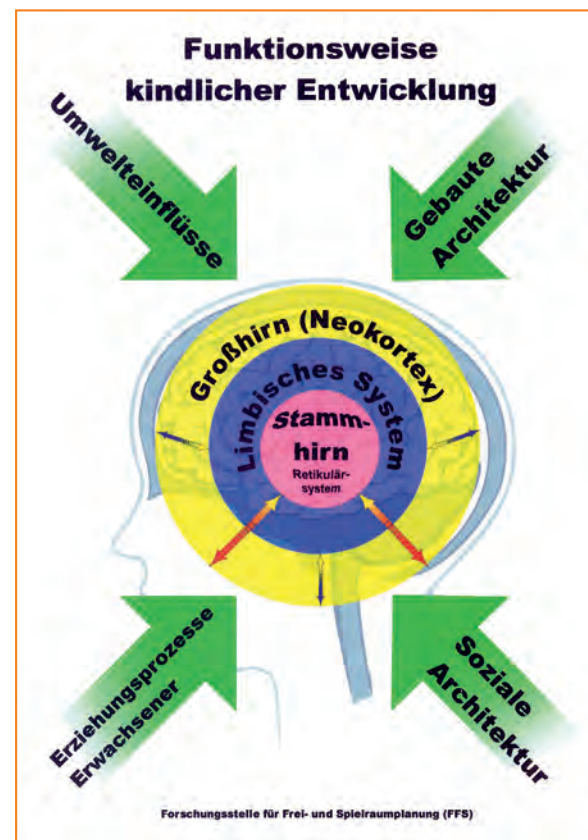 Funktionsweise
kindlicher Entwicklung
Umwelteinflüsse
Gebaute
Architektur
Großhirn (Neokortex)
Limbisches System
Stamm-
hirn
Retikulär-
system
Erziehungsprozesse
Erwachsener
Soziale
Architektur
Forschungsstelle für Frei- und Spielraumplanung (FFS)